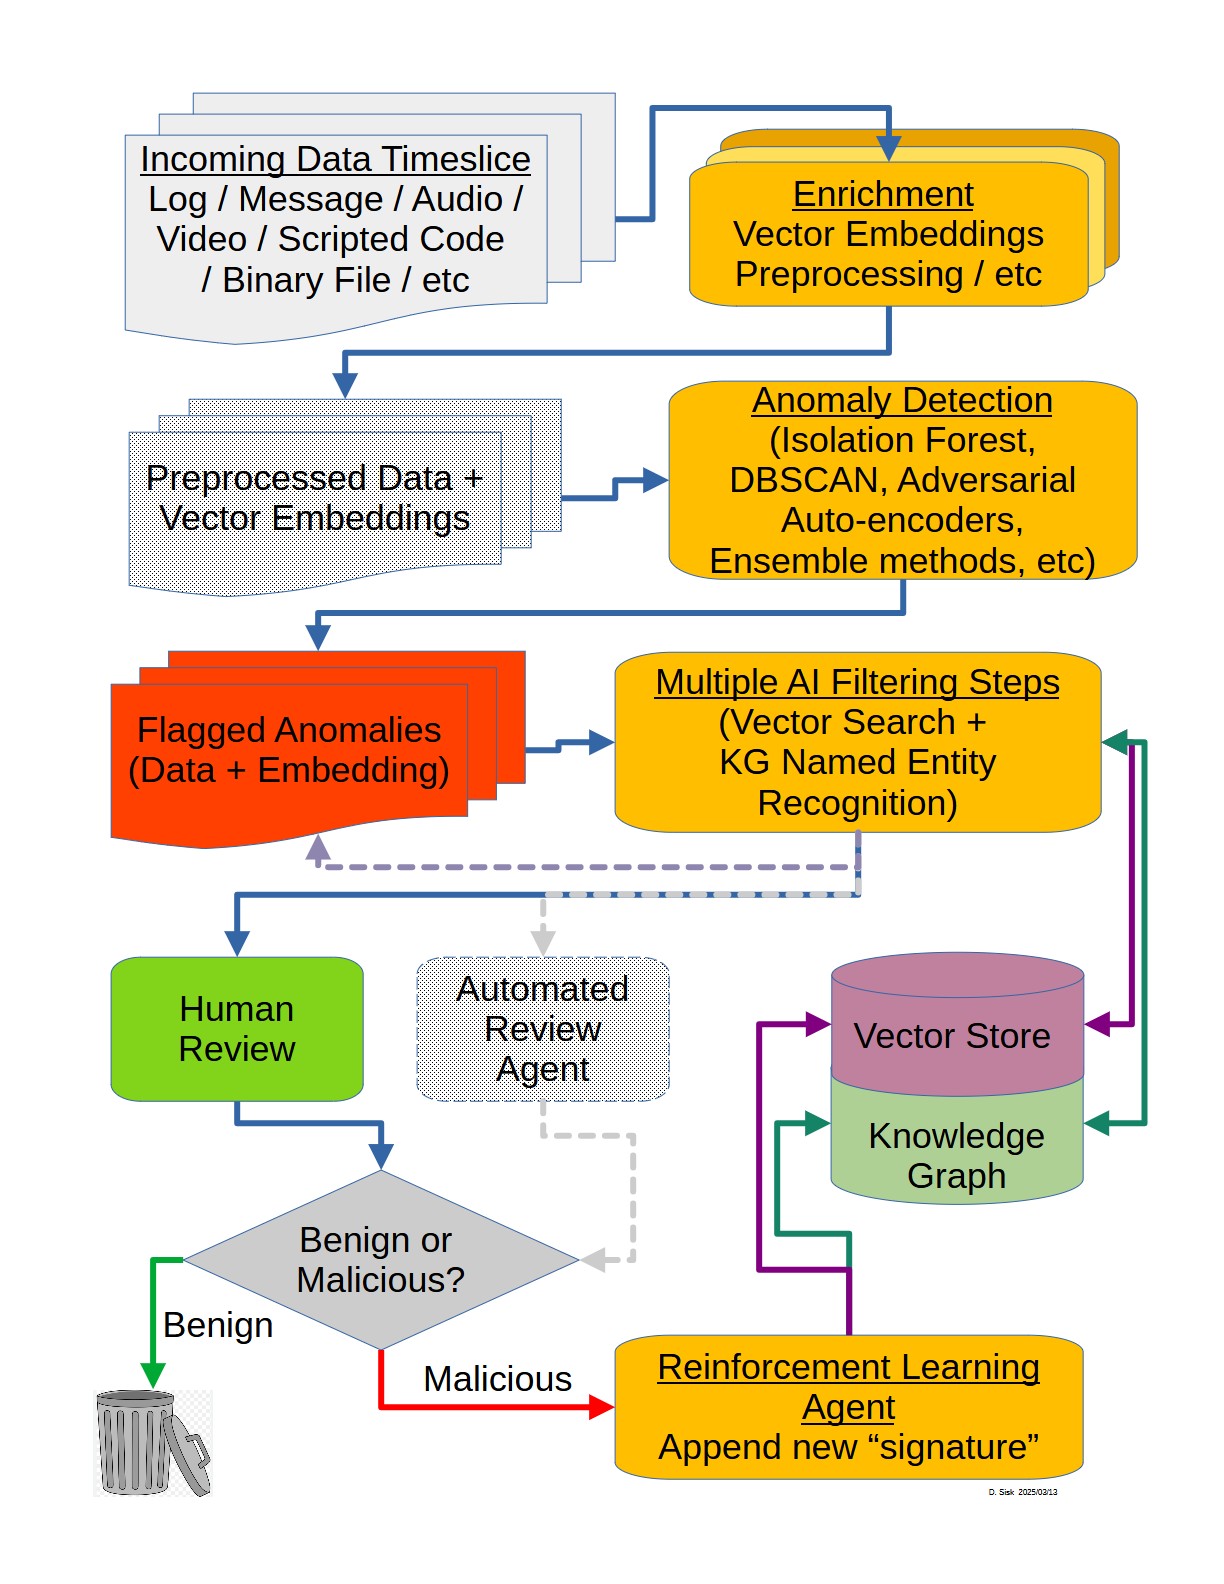 Incoming Data Timeslice
Log / Message / Audio /
Video / Scripted Code
/ Binary File / etc
Enrichment
Vector Embeddings
Preprocessing / etc
Preprocessed Data +
Vector Embeddings
Anomaly Detection
(Isolation Forest,
DBSCAN, Adversarial
Auto-encoders,
Ensemble methods, etc)
Flagged Anomalies
(Data + Embedding)
Multiple AI Filtering Steps
(Vector Search +
KG Named Entity
Recognition)
Human
Review
Automated
Review
Agent
Vector Store
Knowledge
Graph
Benign or
Malicious?
Benign
Malicious
Reinforcement Learning
Agent
Append new “signature”
D. Sisk 2025/03/13